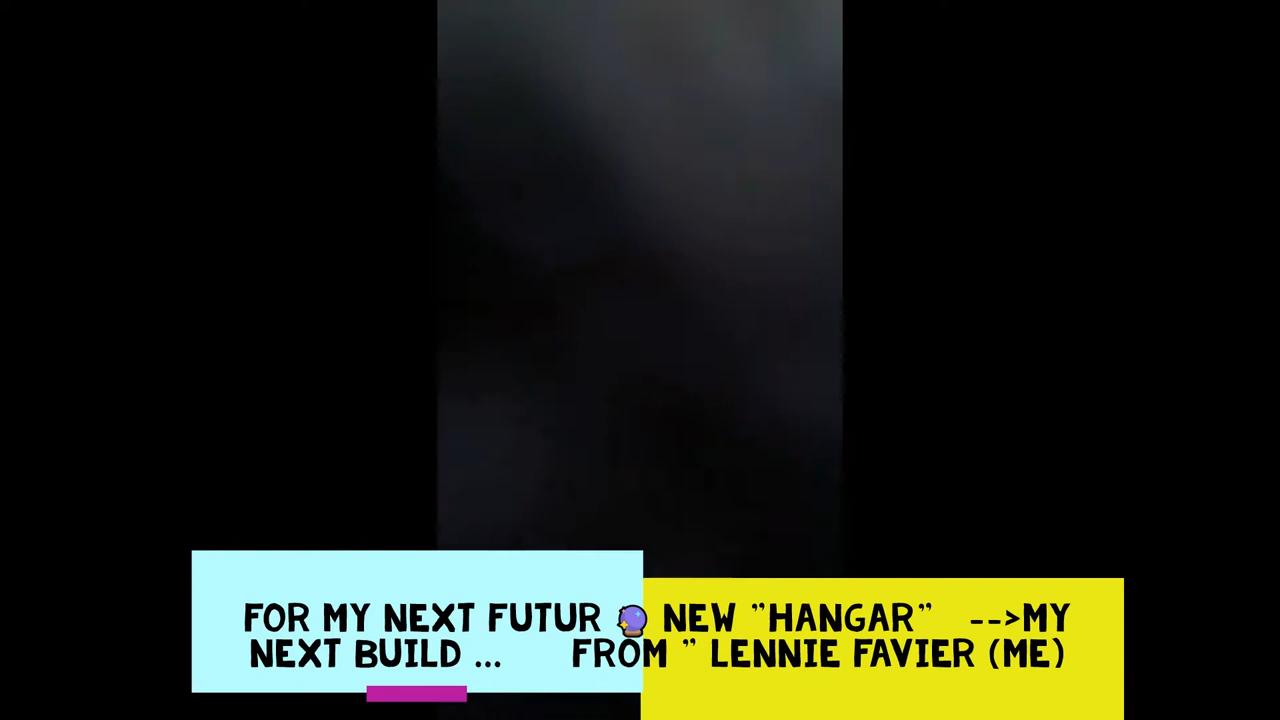 FOR MY NEXT FUTUR 🔮 NEW "HANGAR" -->MY
NEXT BUILD ... FROM " LENNIE FAVIER (ME)